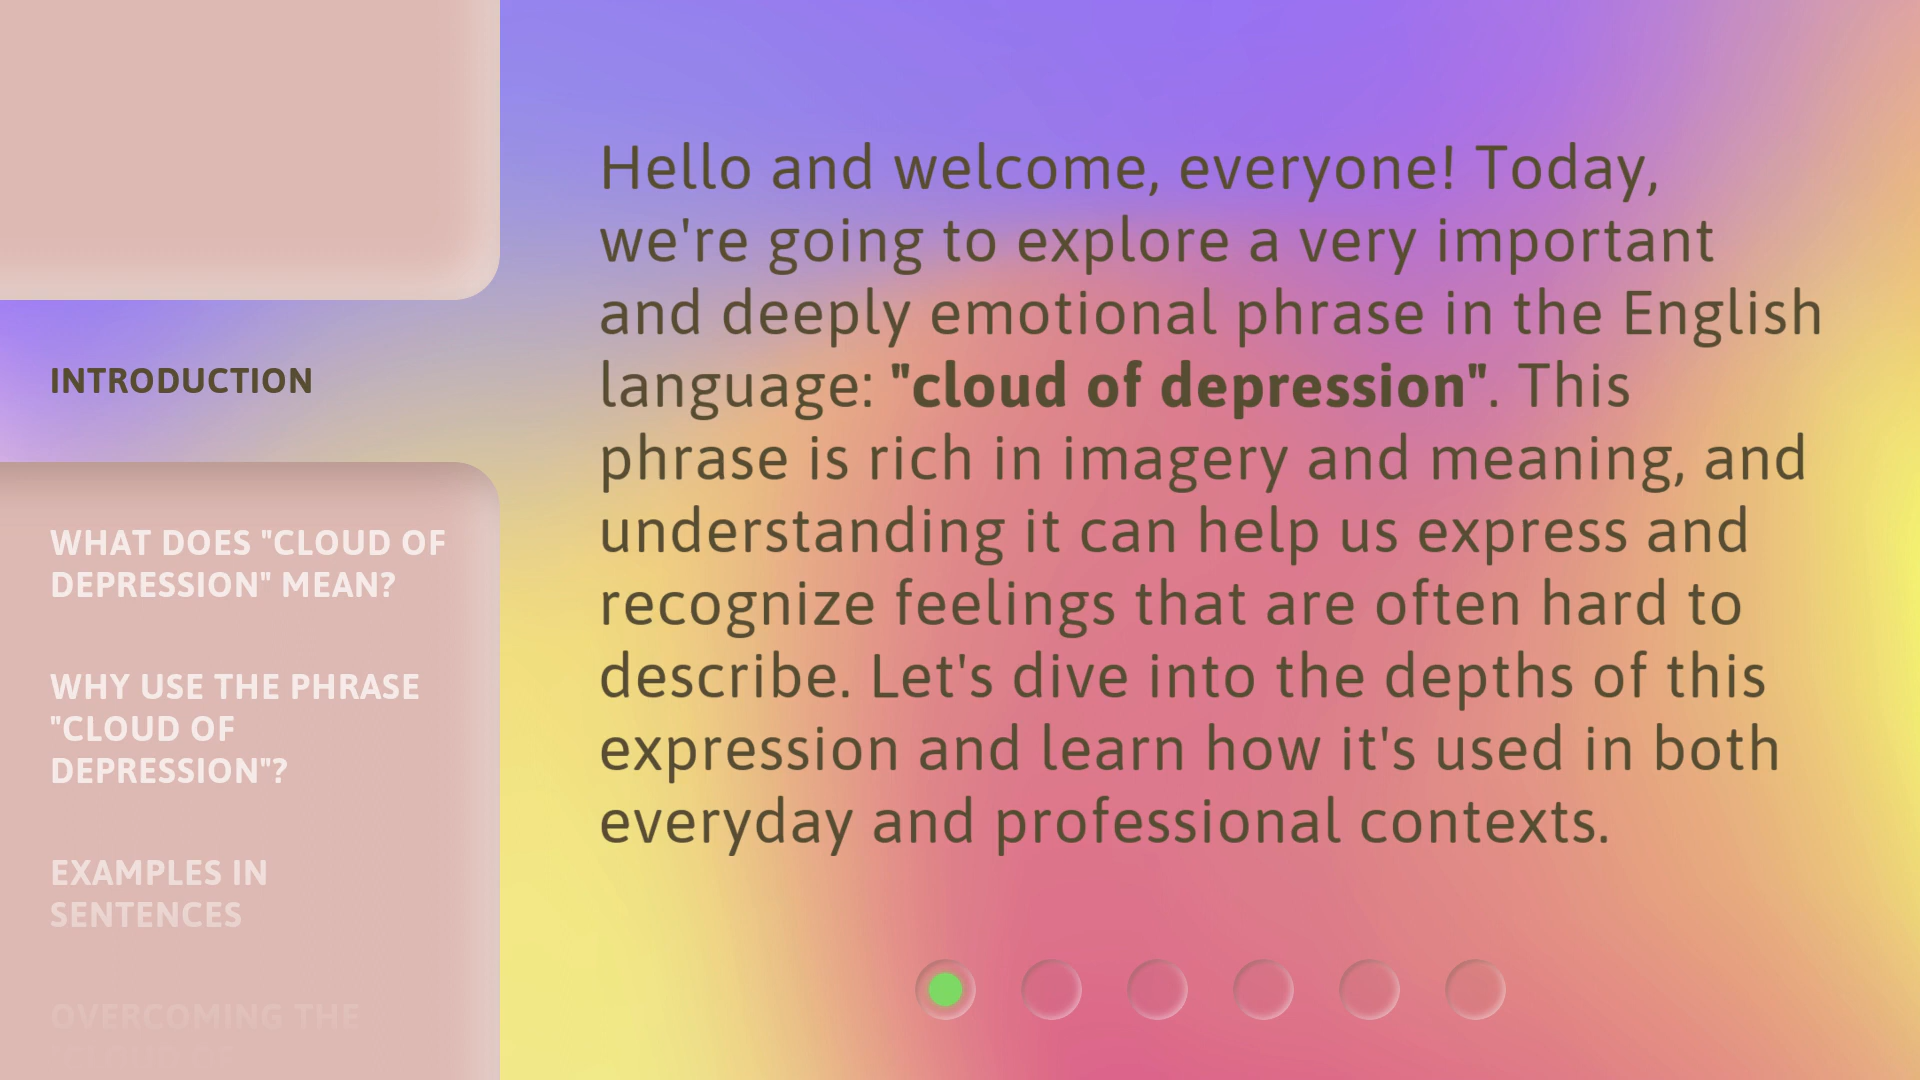 INTRODUCTION
WHAT DOES "CLOUD OF
DEPRESSION" MEAN?
WHY USE THE PHRASE
"CLOUD OF
DEPRESSION"?
EXAMPLES IN
SENTENCES
OVERCOMING THE
"CLOUD OF
Hello and welcome, everyone! Today,
we're going to explore a very important
and deeply emotional phrase in the English
language: "cloud of depression". This
phrase is rich in imagery and meaning, and
understanding it can help us express and
recognize feelings that are often hard to
describe. Let's dive into the depths of this
expression and learn how it's used in both
everyday and professional contexts.